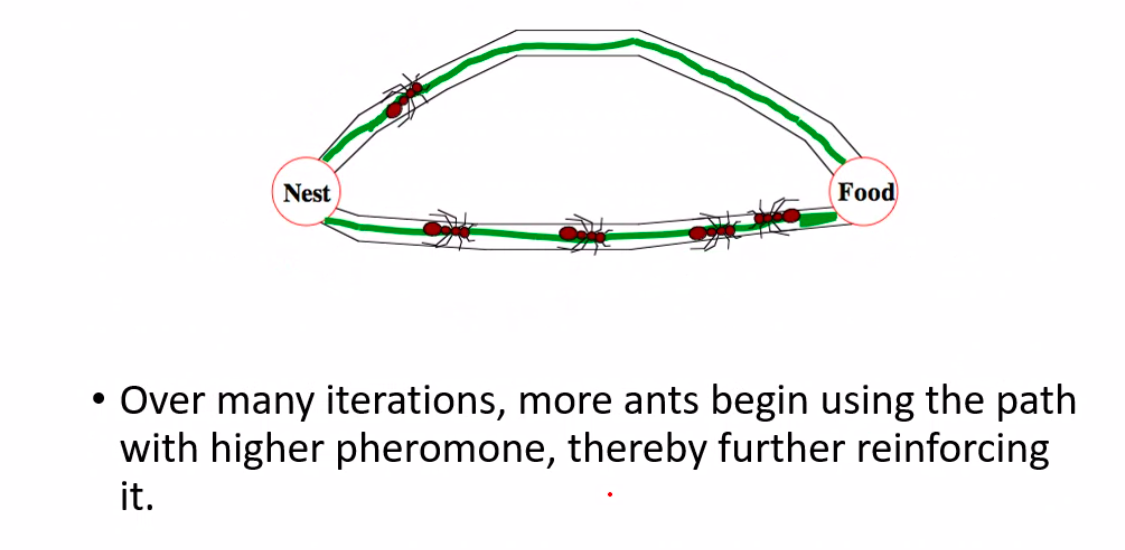 Nest
Food
• Over many iterations, more ants begin using the path
with higher pheromone, thereby further reinforcing
it.